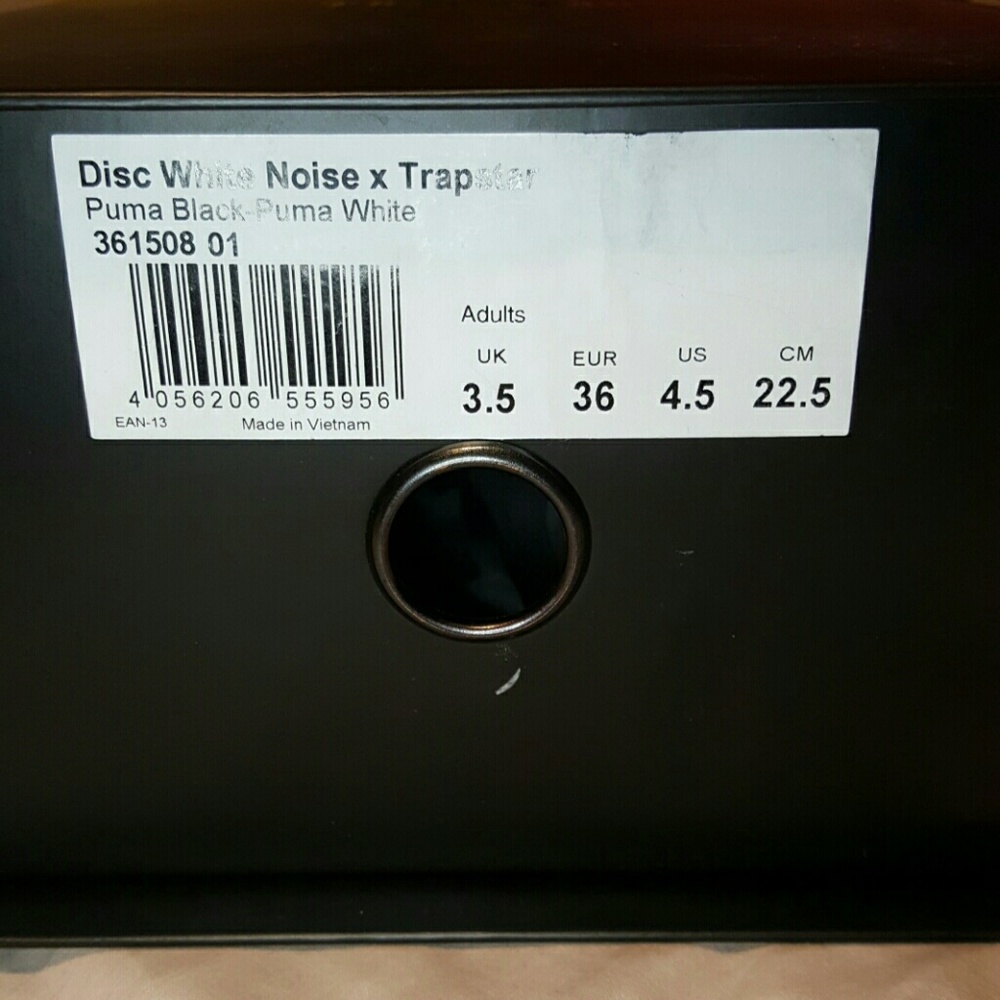 Disc White Noise x Trapstar
Puma Black-Puma White
361508 01
4 056206 555956
EAN-13 Made in Vietnam
Adults
UK EUR US CM
3.5 36 4.5 22.5